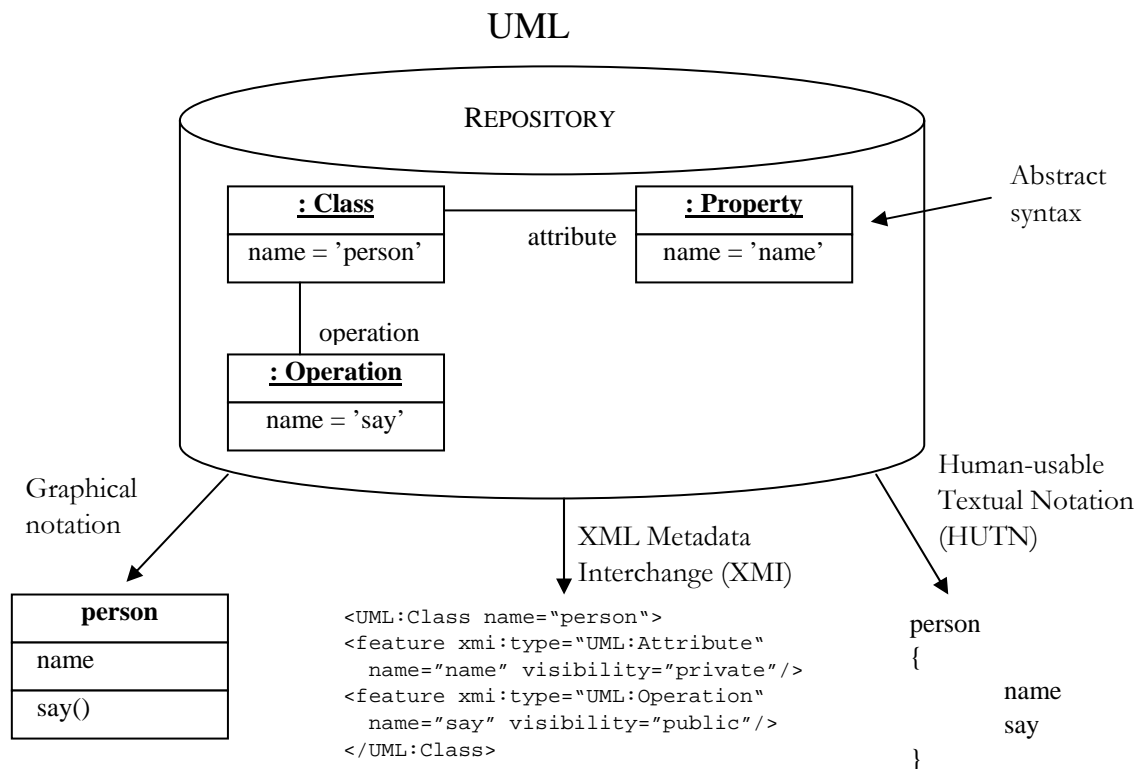 UML
REPOSITORY
: Class
name = ’person’
attribute
: Property
name = ’name’
Abstract
syntax
operation
: Operation
name = ’say’
Graphical
notation
XML Metadata
Interchange (XMI)
Human-usable
Textual Notation
(HUTN)
person
name
say()
<UML:Class name=“person“>
<feature xmi:type=“UML:Attribute“
name=”name” visibility=”private”/>
<feature xmi:type=“UML:Operation“
name=”say” visibility=”public”/>
</UML:Class>
person
{
name
say
}